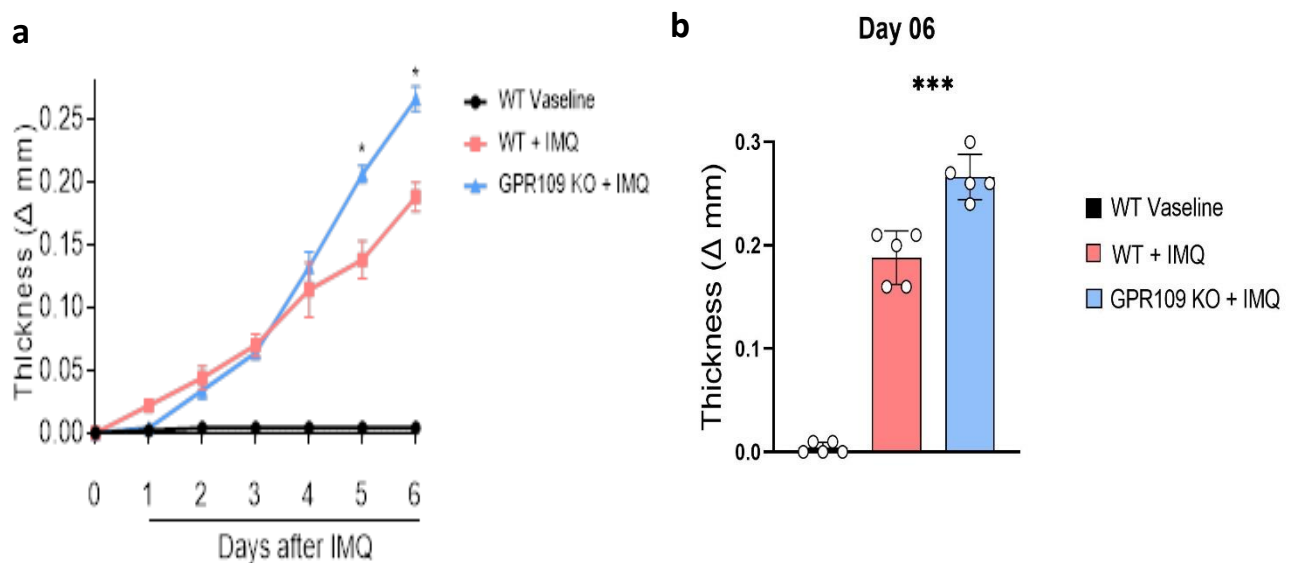 a
Thickness (Δ mm)
0.25
0.20
0.15
0.10
0.05
0.00
0 1 2 3 4 5 6
Days after IMQ
*
*
WT Vaseline
WT + IMQ
GPR109 KO + IMQ
b
Day 06
***
Thickness (Δ mm)
0.3
0.2
0.1
0.0
WT Vaseline
WT + IMQ
GPR109 KO + IMQ